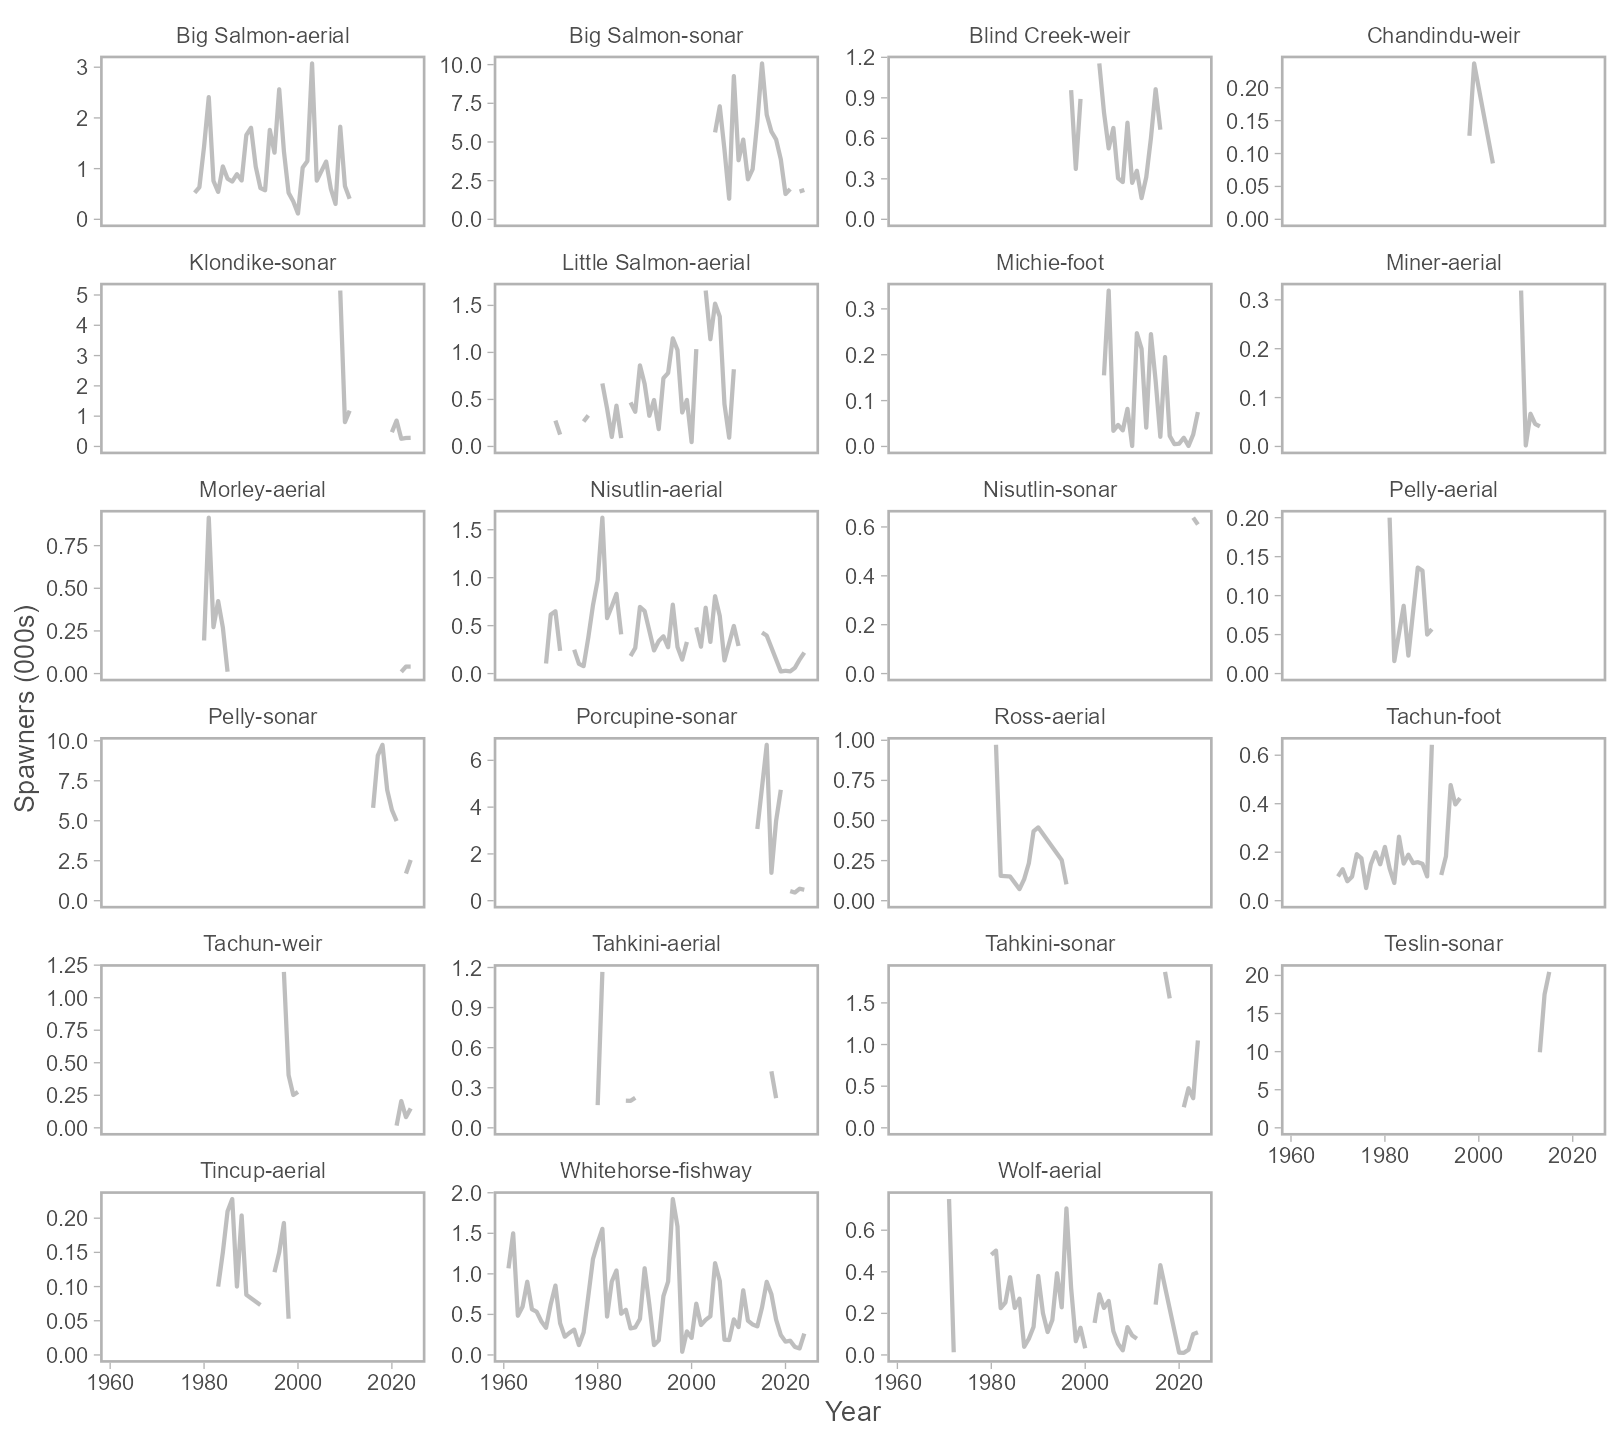 Big Salmon-aerial Big Salmon-sonar Blind Creek-weir Chandindu-weir
3 2 1 0
10.0 7.5 5.0 2.5 0.0
1.2 0.9 0.6 0.3 0.0
0.20 0.15 0.10 0.05 0.00
Klondike-sonar Little Salmon-aerial Michie-foot Miner-aerial
5 4 3 2 1 0
1.5 1.0 0.5 0.0
0.3 0.2 0.1 0.0
0.3 0.2 0.1 0.0
Morley-aerial Nisutlin-aerial Nisutlin-sonar Pelly-aerial
0.75 0.50 0.25 0.00
1.5 1.0 0.5 0.0
0.6 0.4 0.2 0.0
0.20 0.15 0.10 0.05 0.00
Spawners (000s)
Pelly-sonar Porcupine-sonar Ross-aerial Tachun-foot
10.0 7.5 5.0 2.5 0.0
6 4 2 0
1.00 0.75 0.50 0.25 0.00
0.6 0.4 0.2 0.0
Tachun-weir Tahkini-aerial Tahkini-sonar Teslin-sonar
1.25 1.00 0.75 0.50 0.25 0.00
1.2 0.9 0.6 0.3 0.0
1.5 1.0 0.5 0.0
20 15 10 5 0
1960 1980 2000 2020
Tincup-aerial Whitehorse-fishway Wolf-aerial
0.20 0.15 0.10 0.05 0.00
2.0 1.5 1.0 0.5 0.0
0.6 0.4 0.2 0.0
1960 1980 2000 2020 1960 1980 2000 2020 1960 1980 2000 2020
Year